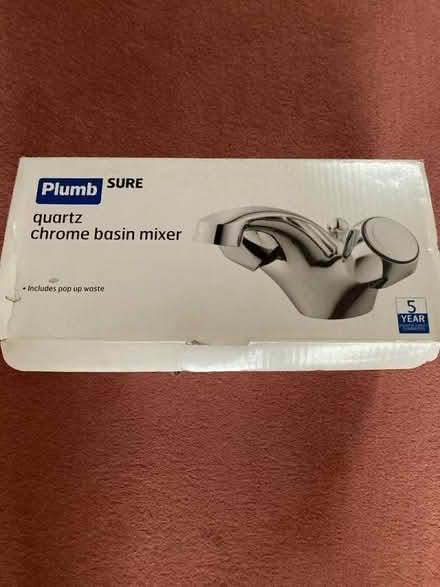 Plumb SURE
quartz
chrome basin mixer
• Includes pop up waste
5
YEAR